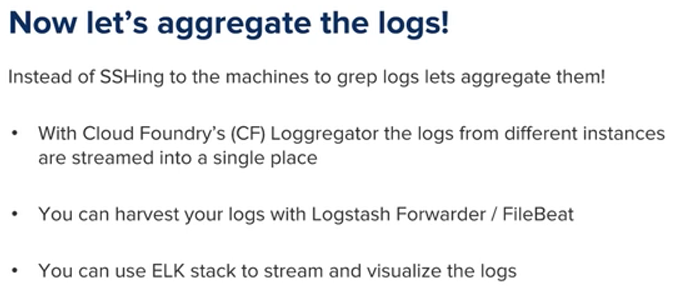 Now let's aggregate the logs!
Instead of SSHing to the machines to grep logs lets aggregate them!
• With Cloud Foundry's (CF) Loggregator the logs from different instances
are streamed into a single place
• You can harvest your logs with Logstash Forwarder / FileBeat
• You can use ELK stack to stream and visualize the logs